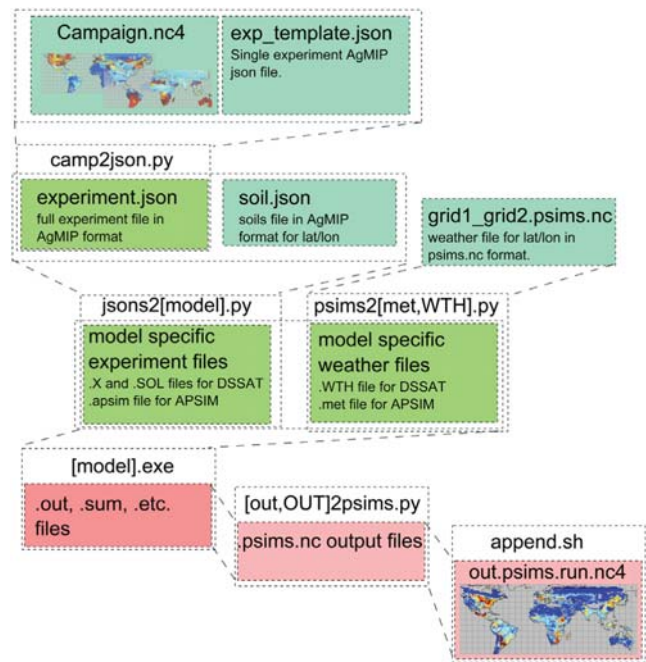 Campaign.nc4
exp_template.json
Single experiment AgMIP
json file.
camp2json.py
experiment.json
full experiment file in
AgMIP format
soil.json
soils file in AgMIP
format for lat/lon
grid1_grid2.psims.nc
weather file for lat/lon in
psims.nc format.
jsons2[model].py
model specific
experiment files
.X and .SOL files for DSSAT
.apsim file for APSIM
psims2[met,WTH].py
model specific
weather files
.WTH file for DSSAT
.met file for APSIM
[model].exe
.out, .sum, .etc.
files
[out,OUT]2psims.py
.psims.nc output files
append.sh
out.psims.run.nc4